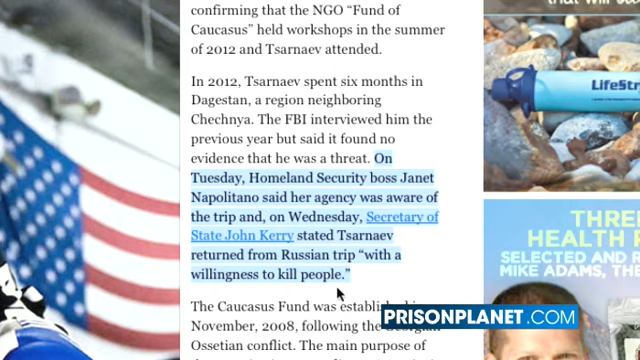 confirming that the NGO “Fund of
Caucasus” held workshops in the summer
of 2012 and Tsarnaev attended.
In 2012, Tsarnaev spent six months in
Dagestan, a region neighboring
Chechnya. The FBI interviewed him the
previous year but said it found no
evidence that he was a threat. On
Tuesday, Homeland Security boss Janet
Napolitano said her agency was aware of
the trip and, on Wednesday, Secretary of
State John Kerry stated Tsarnaev
returned from Russian trip “with a
willingness to kill people.”
The Caucasus Fund was established in
November, 2008, following the Georgian
Ossetian conflict. The main purpose of
LifeStr
HEALTH
SELECTED AND R
MIKE ADAMS, THE
PRISONPLANET.COM